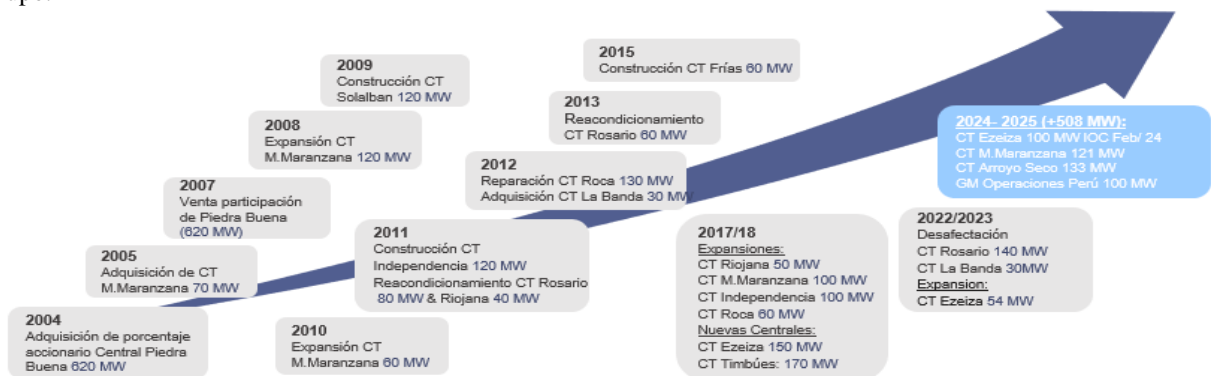 2004
Adquisición de porcentaje
accionario Central Piedra
Buena 620 MW
2005
Adquisición de CT
M.Maranzana 70 MW
2007
Venta participación
de Piedra Buena
(620 MW)
2008
Expansión CT
M.Maranzana 120 MW
2009
Construcción CT
Solalban 120 MW
2010
Expansión CT
M.Maranzana 60 MW
2011
Construcción CT
Independencia 120 MW
Reacondicionamiento CT Rosario
80 MW & Riojana 40 MW
2012
Reparación CT Roca 130 MW
Adquisición CT La Banda 30 MW
2013
Reacondicionamiento
CT Rosario 60 MW
2015
Construcción CT Frías 60 MW
2017/18
Expansiones:
CT Riojana 50 MW
CT M.Maranzana 100 MW
CT Independencia 100 MW
CT Roca 60 MW
Nuevas Centrales:
CT Ezeiza 150 MW
CT Timbúes: 170 MW
2022/2023
Desafectación
CT Rosario 140 MW
CT La Banda 30MW
Expansion:
CT Ezeiza 54 MW
2024- 2025 (+508 MW):
CT Ezeiza 100 MW IOC Feb/ 24
CT M.Maranzana 121 MW
CT Arroyo Seco 133 MW
GM Operaciones Perú 100 MW